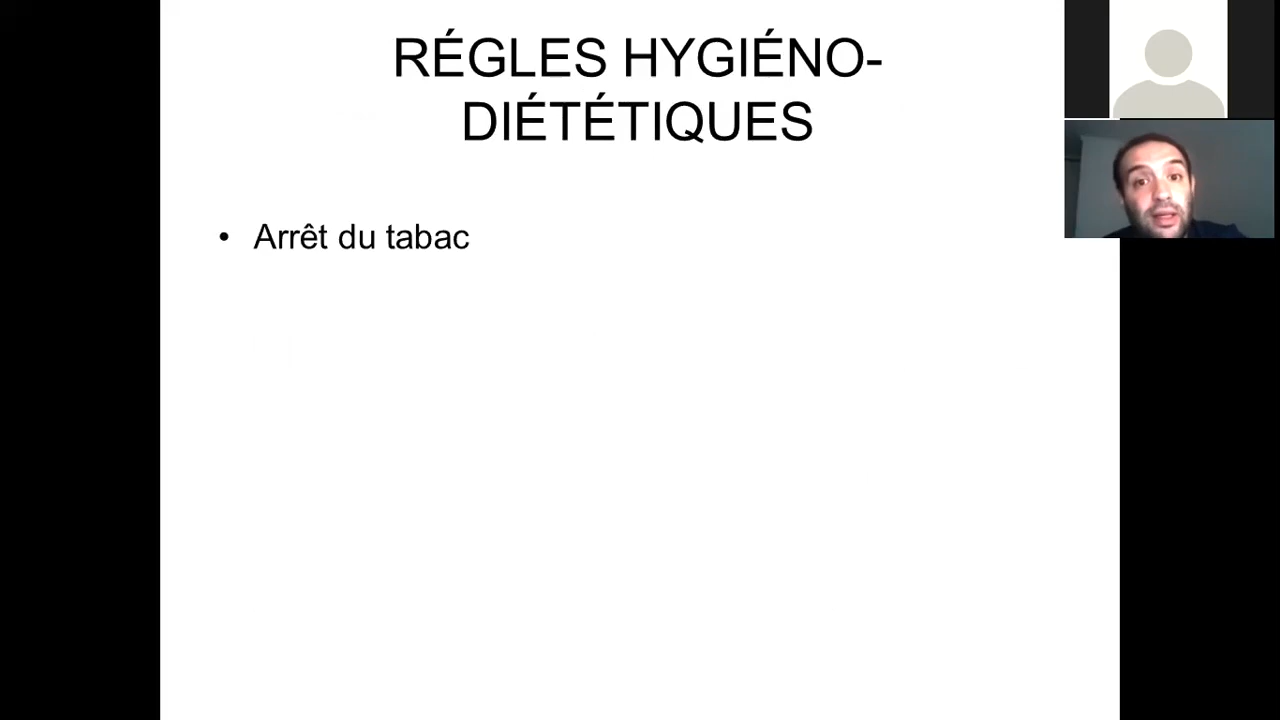 RÉGLES HYGIÉNO-
DIÉTÉTIQUES
• Arrêt du tabac